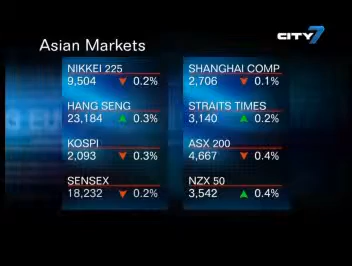 CITY7
Asian Markets
NIKKEI 225
9,504 ▼ 0.2%
HANG SENG
23,184 ▲ 0.3%
KOSPI
2,093 ▼ 0.3%
SENSEX
18,232 ▼ 0.2%
SHANGHAI COMP
2,706 ▼ 0.1%
STRAITS TIMES
3,140 ▲ 0.2%
ASX 200
4,667 ▼ 0.4%
NZX 50
3,542 ▲ 0.4%